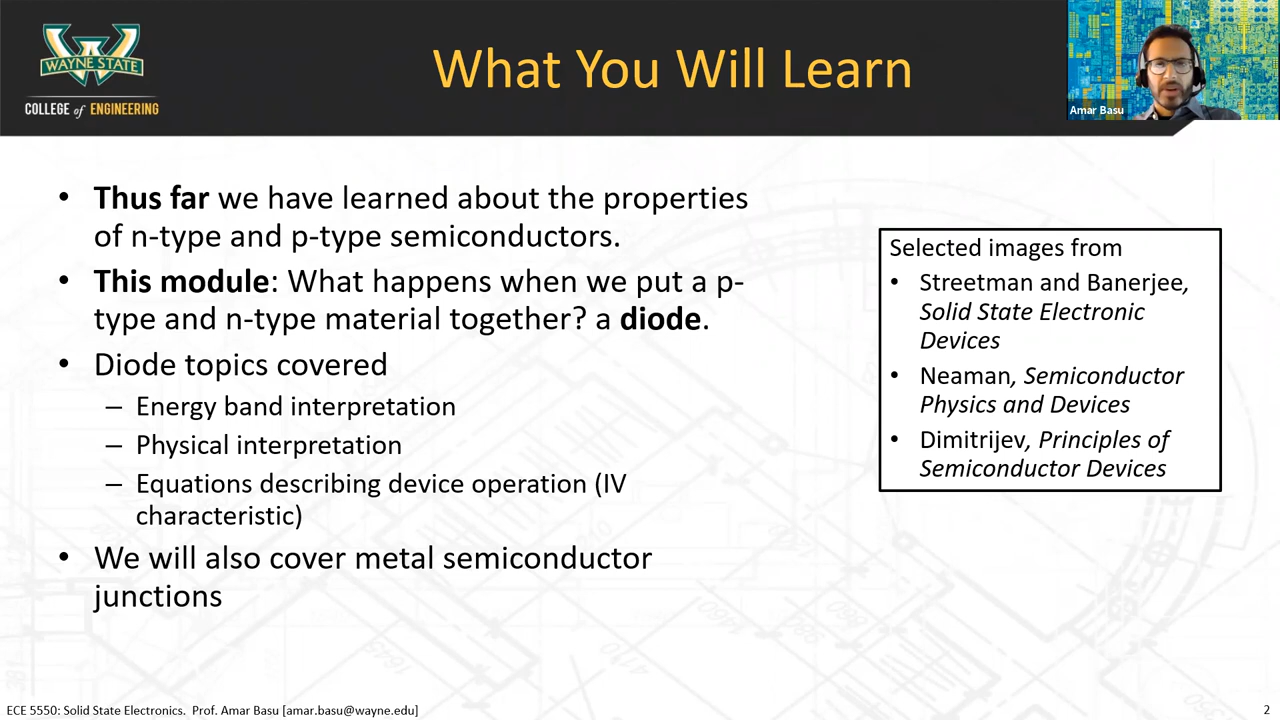 WAYNE STATE
COLLEGE of ENGINEERING
What You Will Learn
Amar Basu
• Thus far we have learned about the properties
of n-type and p-type semiconductors.
• This module: What happens when we put a p-
type and n-type material together? a diode.
• Diode topics covered
– Energy band interpretation
– Physical interpretation
– Equations describing device operation (IV
characteristic)
• We will also cover metal semiconductor
junctions
Selected images from
• Streetman and Banerjee,
Solid State Electronic
Devices
• Neaman, Semiconductor
Physics and Devices
• Dimitrijev, Principles of
Semiconductor Devices
ECE 5550: Solid State Electronics. Prof. Amar Basu [amar.basu@wayne.edu]
2